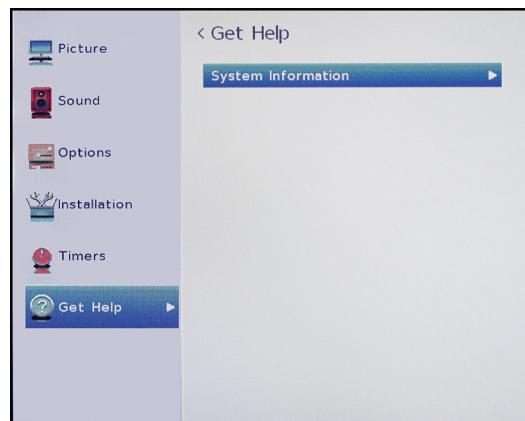 Picture
Sound
Options
Installation
Timers
Get Help
< Get Help
System Information